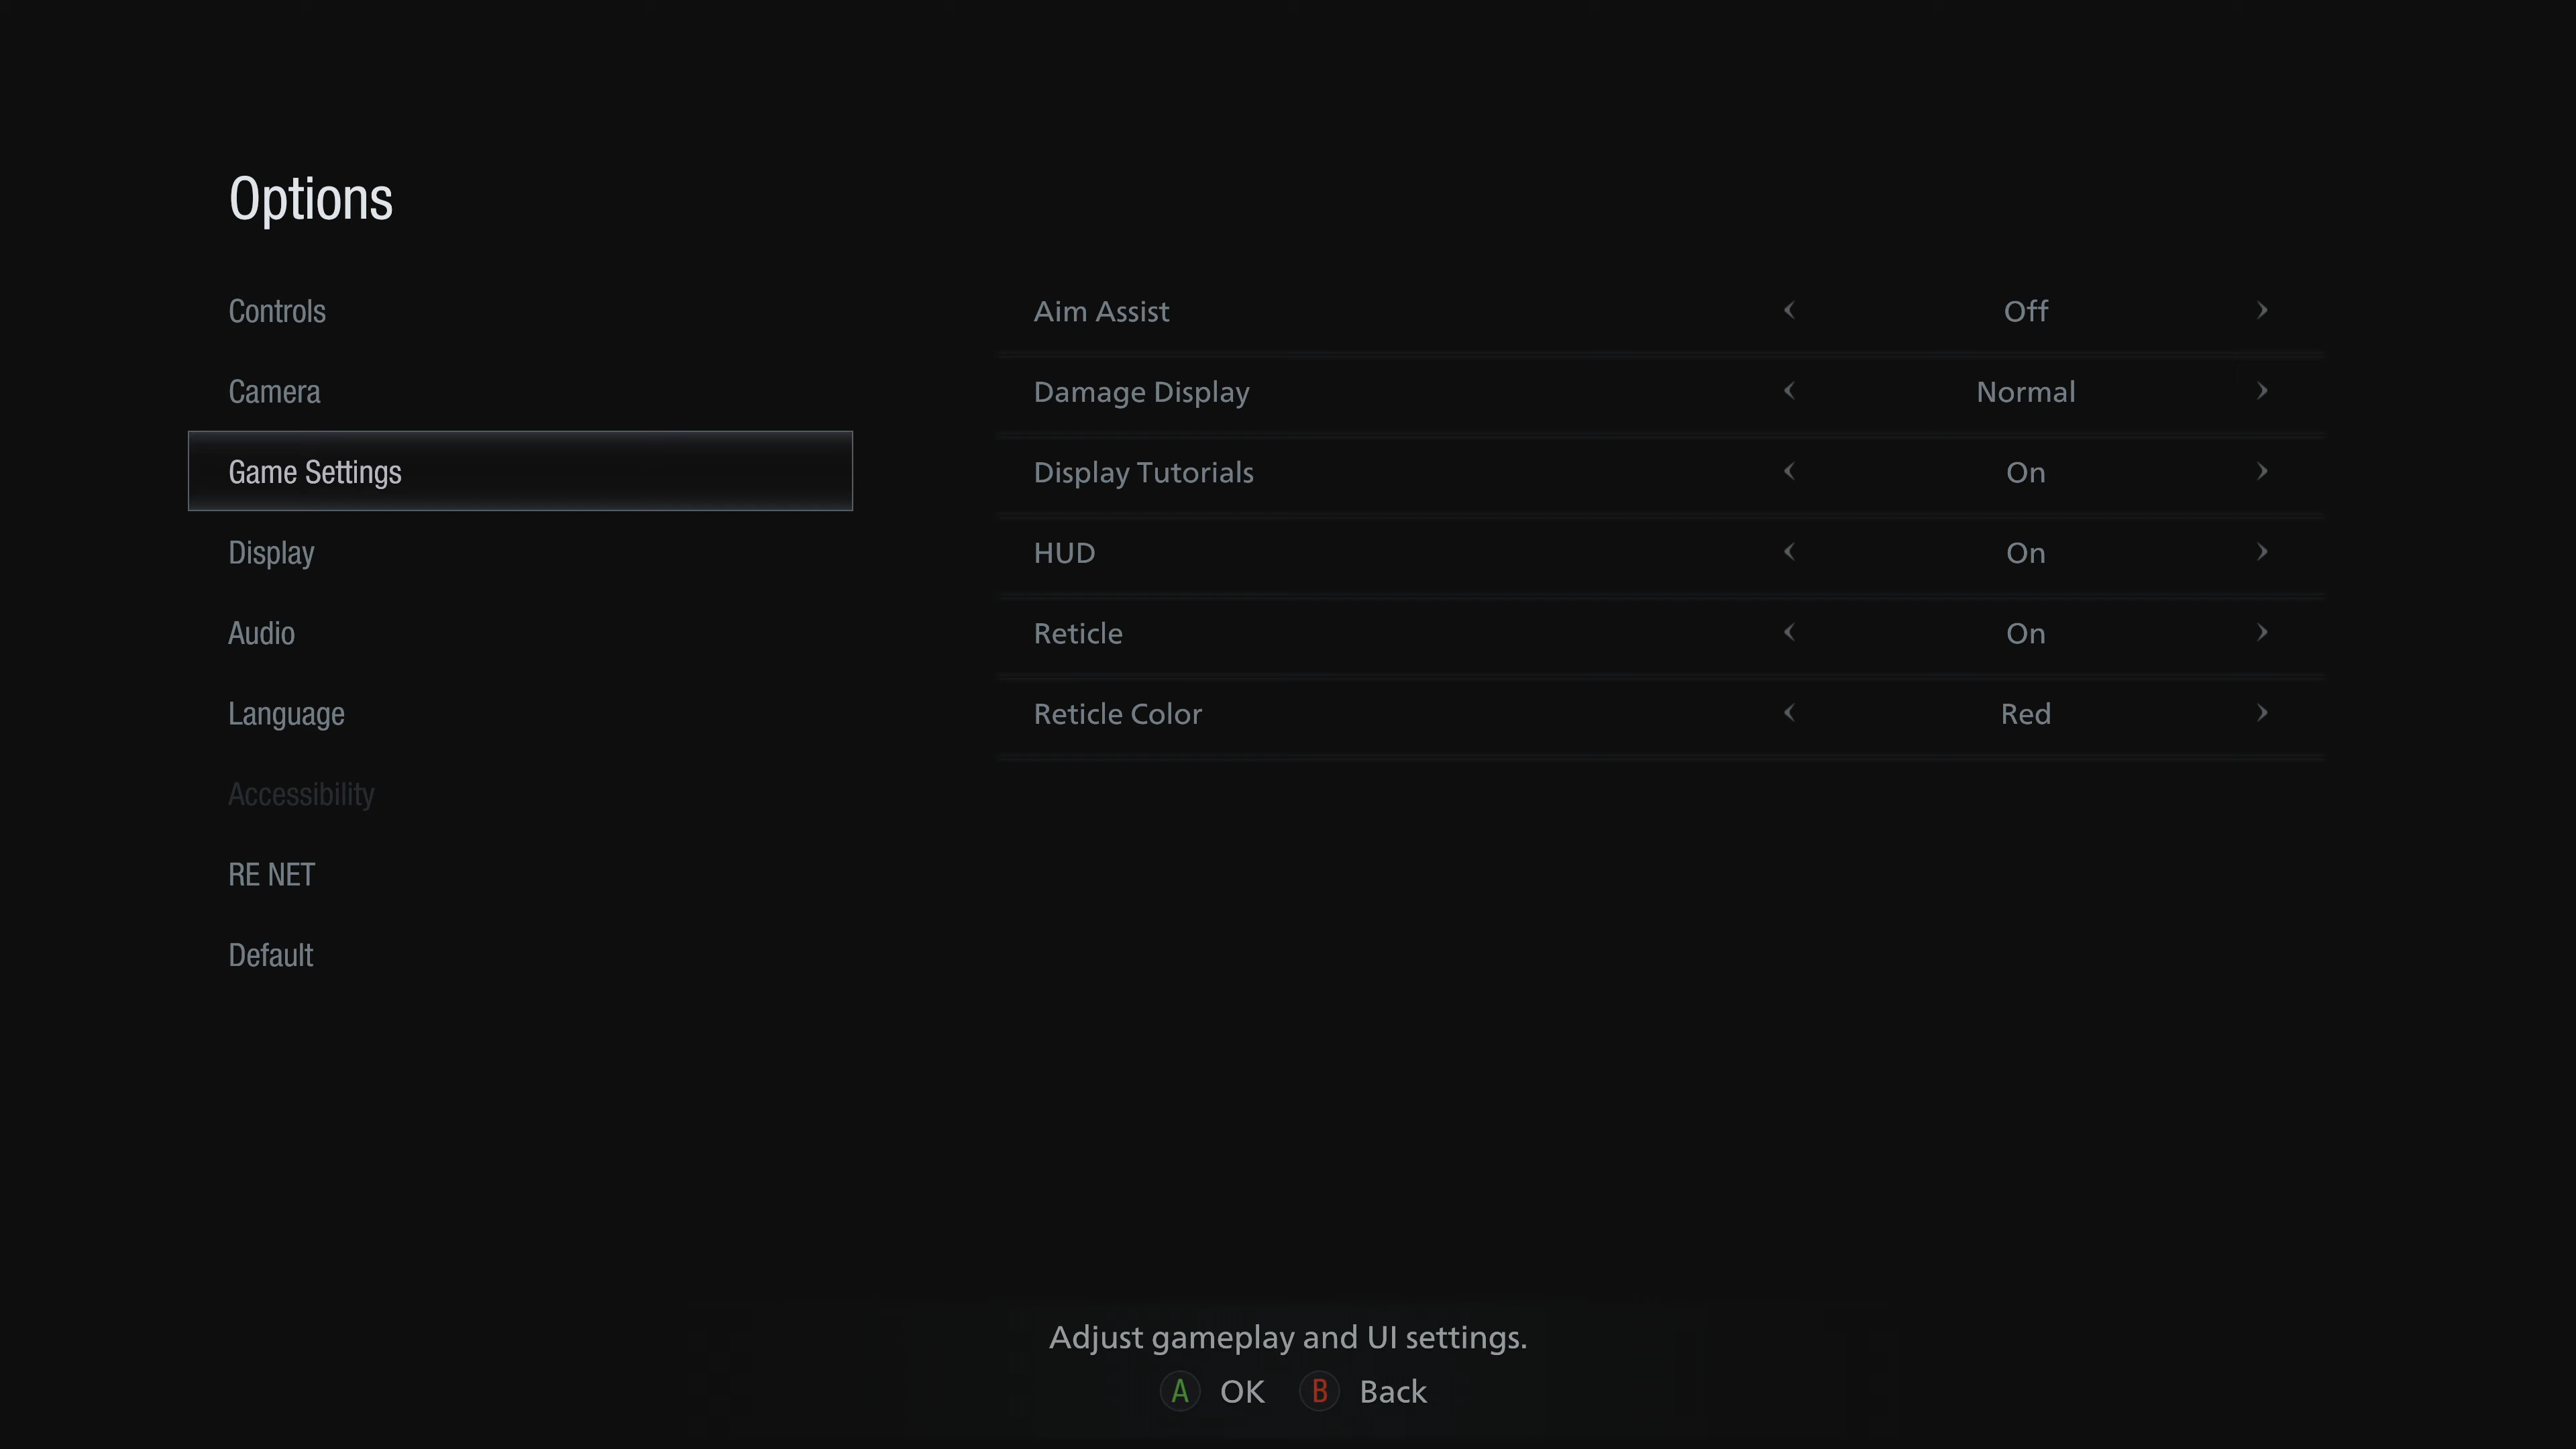 Options
Controls
Camera
Game Settings
Display
Audio
Language
Accessibility
RE NET
Default
Aim Assist Off
Damage Display Normal
Display Tutorials On
HUD On
Reticle On
Reticle Color Red
Adjust gameplay and UI settings.
A OK B Back